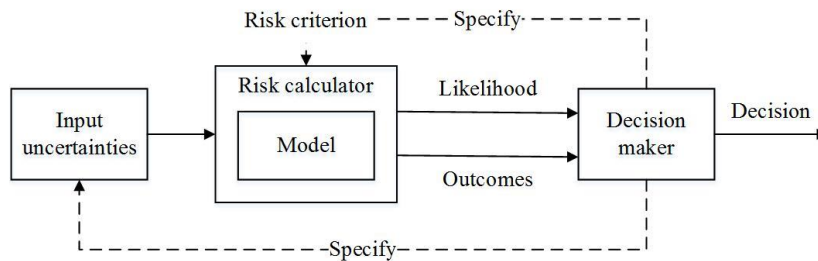 Risk criterion
Specify
Risk calculator
Likelihood
Input
uncertainties
Model
Decision
maker
Decision
Outcomes
Specify